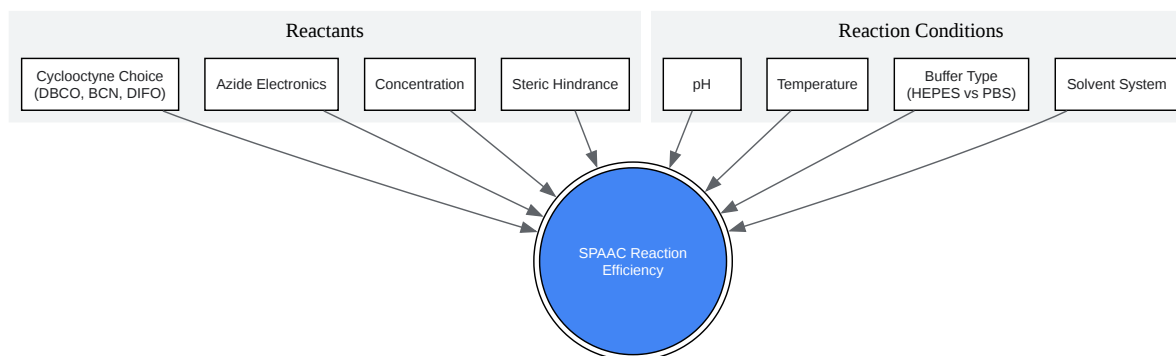 Reactants
Reaction Conditions
Cyclooctyne Choice
(DBCO, BCN, DIFO)
Azide Electronics
Concentration
Steric Hindrance
pH
Temperature
Buffer Type
(HEPES vs PBS)
Solvent System
SPAAC Reaction
Efficiency